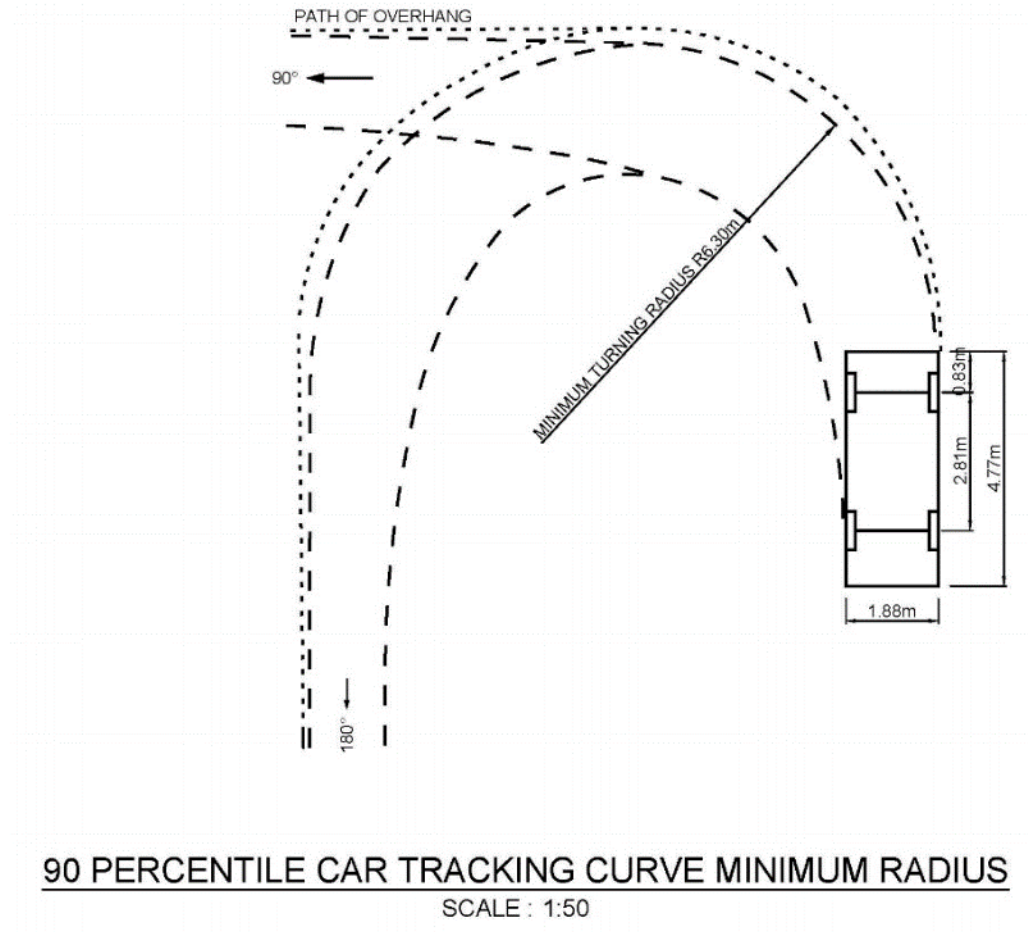 PATH OF OVERHANG
90°
MINIMUM TURNING RADIUS R6.30m
0.83m
2.81m
4.77m
1.88m
180°
90 PERCENTILE CAR TRACKING CURVE MINIMUM RADIUS
SCALE : 1:50